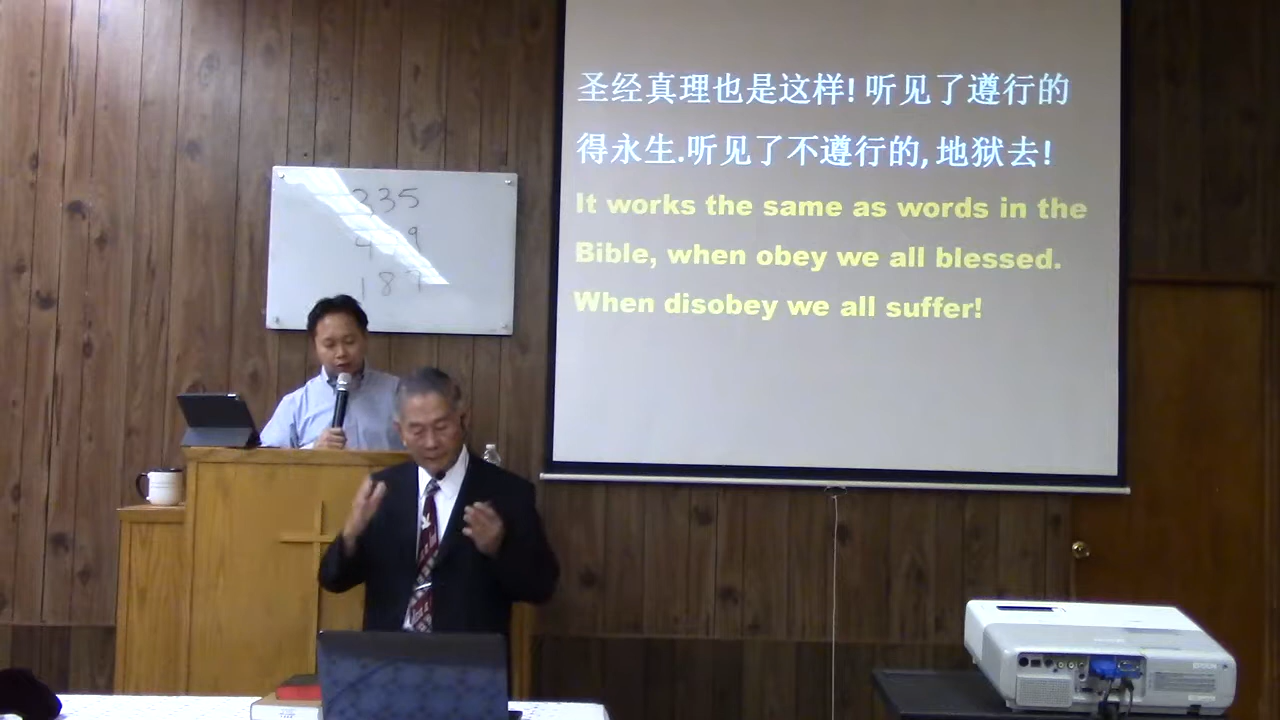 圣经真理也是这样! 听见了遵行的
得永生.听见了不遵行的, 地狱去!
It works the same as words in the
Bible, when obey we all blessed.
When disobey we all suffer!
335
187
EPSON